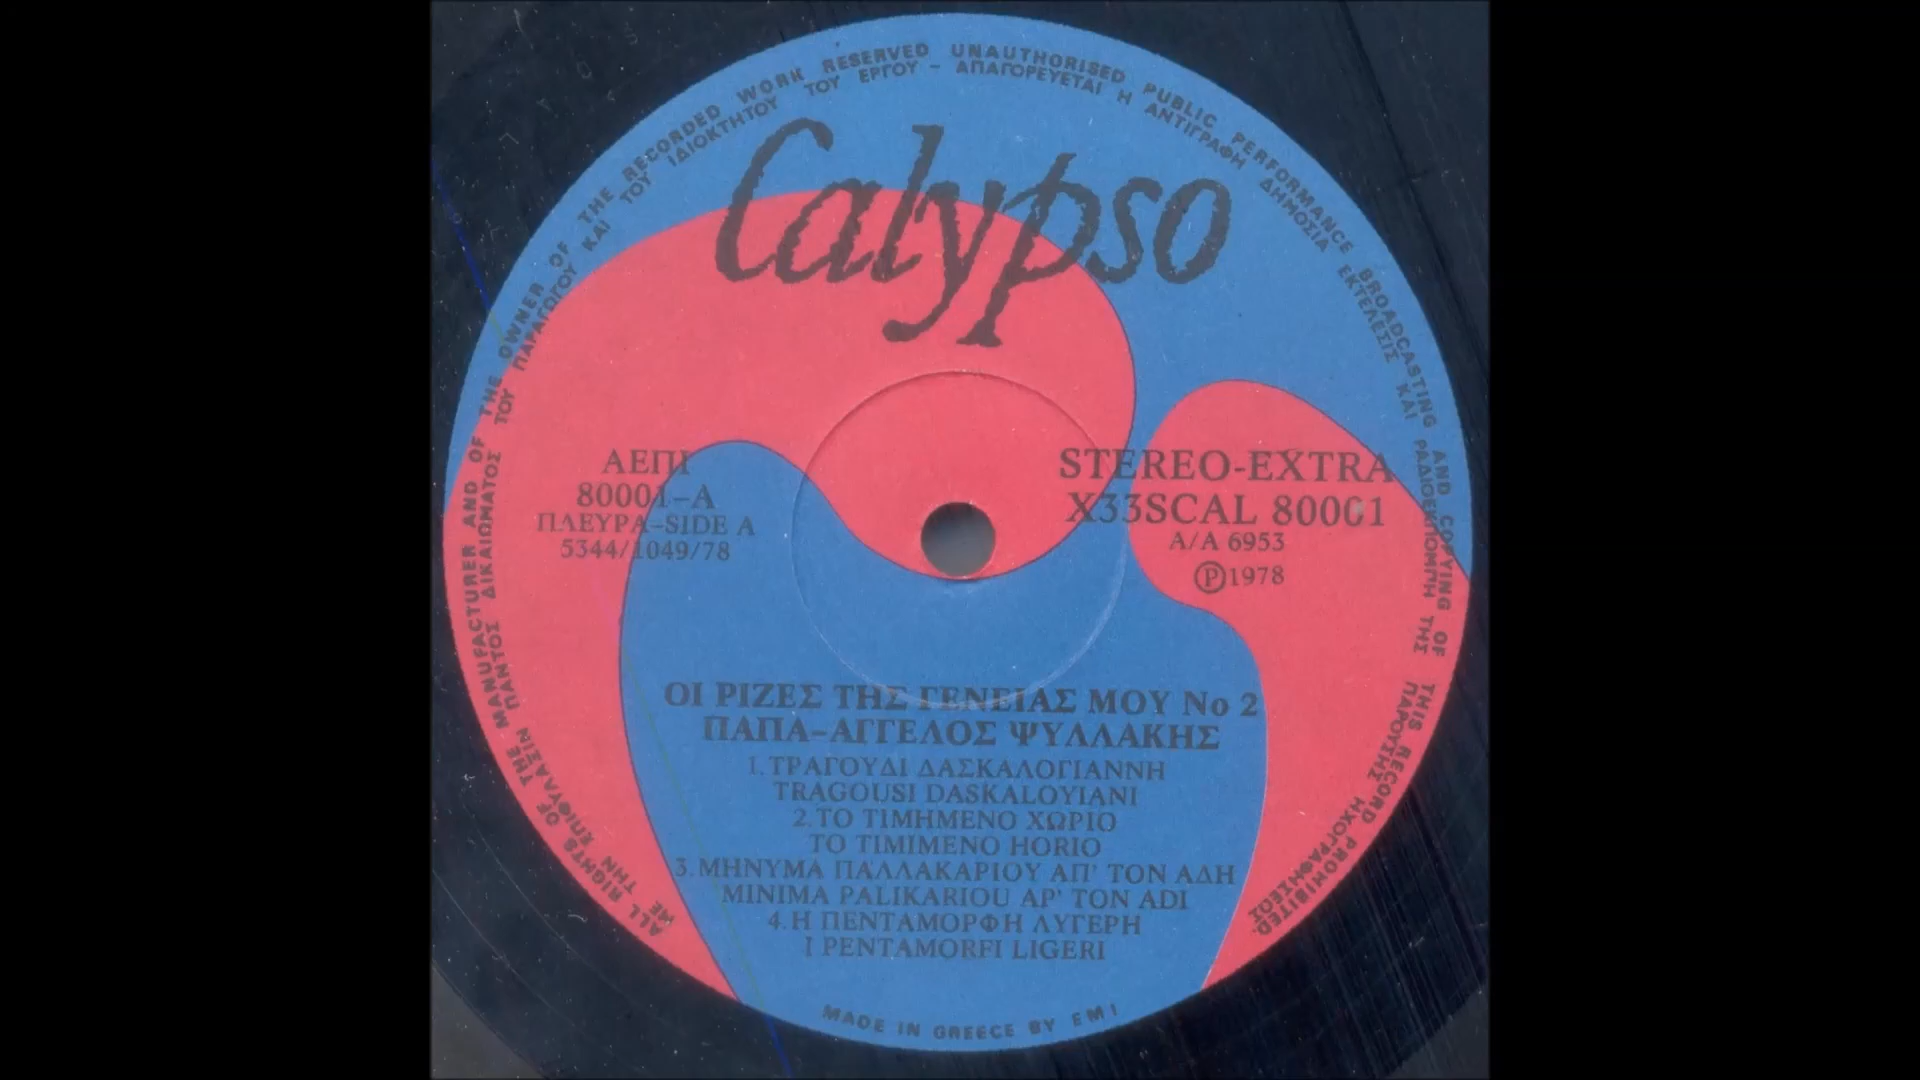 ALL RIGHTS OF THE MANUFACTURER AND OF THE OWNER OF THE RECORDED WORK RESERVED UNAUTHORISED PUBLIC PERFORMANCE BROADCASTING AND COPYING OF THIS RECORD PROHIBITED.
ΜΕ ΤΗΝ ΕΠΙΦΥΛΑΞΙΝ ΠΑΝΤΟΣ ΔΙΚΑΙΩΜΑΤΟΣ ΤΟΥ ΠΑΡΑΓΩΓΟΥ ΚΑΙ ΤΟΥ ΙΔΙΟΚΤΗΤΟΥ ΤΟΥ ΕΡΓΟΥ - ΑΠΑΓΟΡΕΥΕΤΑΙ Η ΑΝΤΙΓΡΑΦΗ ΔΗΜΟΣΙΑ ΕΚΤΕΛΕΣΙΣ ΚΑΙ ΡΑΔΙΟΕΚΠΟΜΠΗ ΤΗΣ ΠΑΡΟΥΣΗΣ ΗΧΟΓΡΑΦΗΣΕΩΣ
Calypso
ΑΕΠΙ
80001-A
ΠΛΕΥΡΑ-SIDE A
5344/1049/78
STEREO-EXTRA
X33SCAL 80001
A/A 6953
Ⓟ1978
ΟΙ ΡΙΖΕΣ ΤΗΣ ΓΕΝΕΙΑΣ ΜΟΥ Νο 2
ΠΑΠΑ-ΑΓΓΕΛΟΣ ΨΥΛΛΑΚΗΣ
1. ΤΡΑΓΟΥΔΙ ΔΑΣΚΑΛΟΓΙΑΝΝΗ
TRAGOUSI DASKALOYIANI
2. ΤΟ ΤΙΜΗΜΕΝΟ ΧΩΡΙΟ
TO TIMIMENO HORIO
3. ΜΗΝΥΜΑ ΠΑΛΛΑΚΑΡΙΟΥ ΑΠ' ΤΟΝ ΑΔΗ
MINIMA PALIKARIOU AP' TON ADI
4. Η ΠΕΝΤΑΜΟΡΦΗ ΛΥΓΕΡΗ
I PENTAMORFI LIGERI
MADE IN GREECE BY EMI